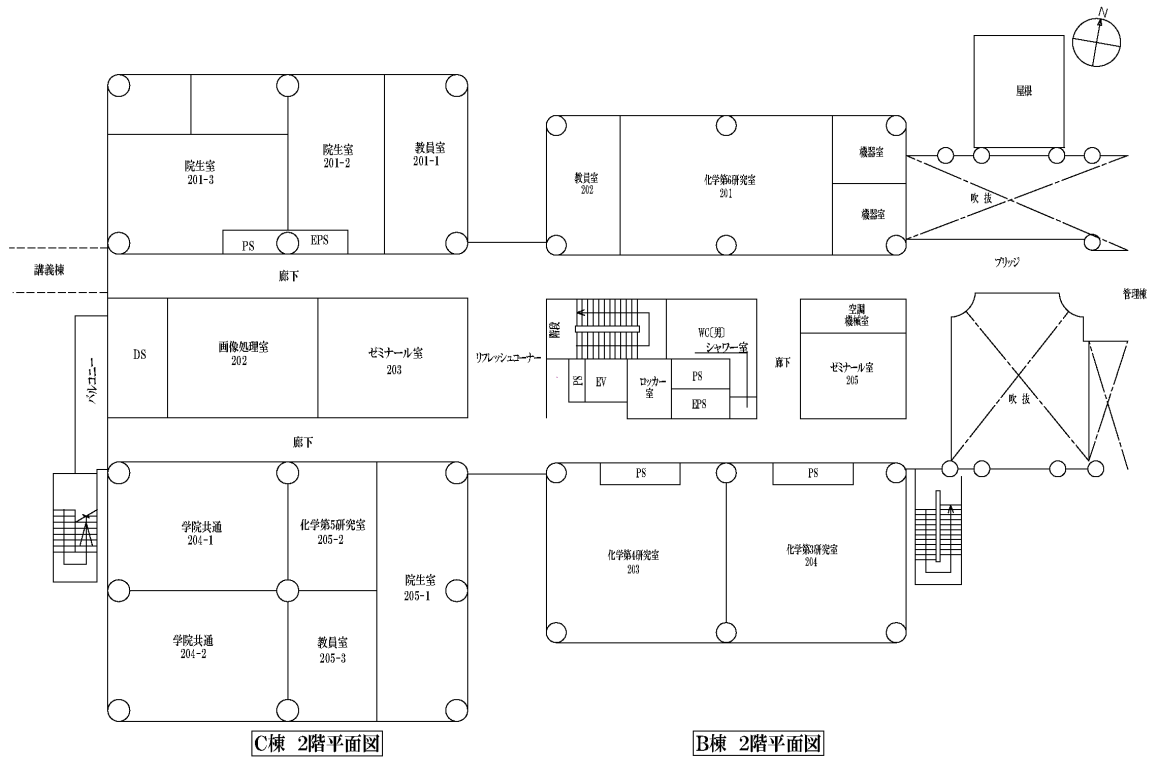 N
屋根
院生室
201-3
院生室
201-2
教員室
201-1
PS
EPS
教員室
202
化学第6研究室
201
機器室
機器室
吹抜
ブリッジ
管理棟
講義棟
廊下
DS
画像処理室
202
ゼミナール室
203
リフレッシュコーナー
階段
WC〔男〕
シャワー室
PS
EV
ロッカー室
PS
EPS
廊下
空調
機械室
ゼミナール室
205
吹抜
バルコニー
廊下
学院共通
204-1
化学第5研究室
205-2
院生室
205-1
学院共通
204-2
教員室
205-3
PS
PS
化学第4研究室
203
化学第3研究室
204
C棟 2階平面図
B棟 2階平面図